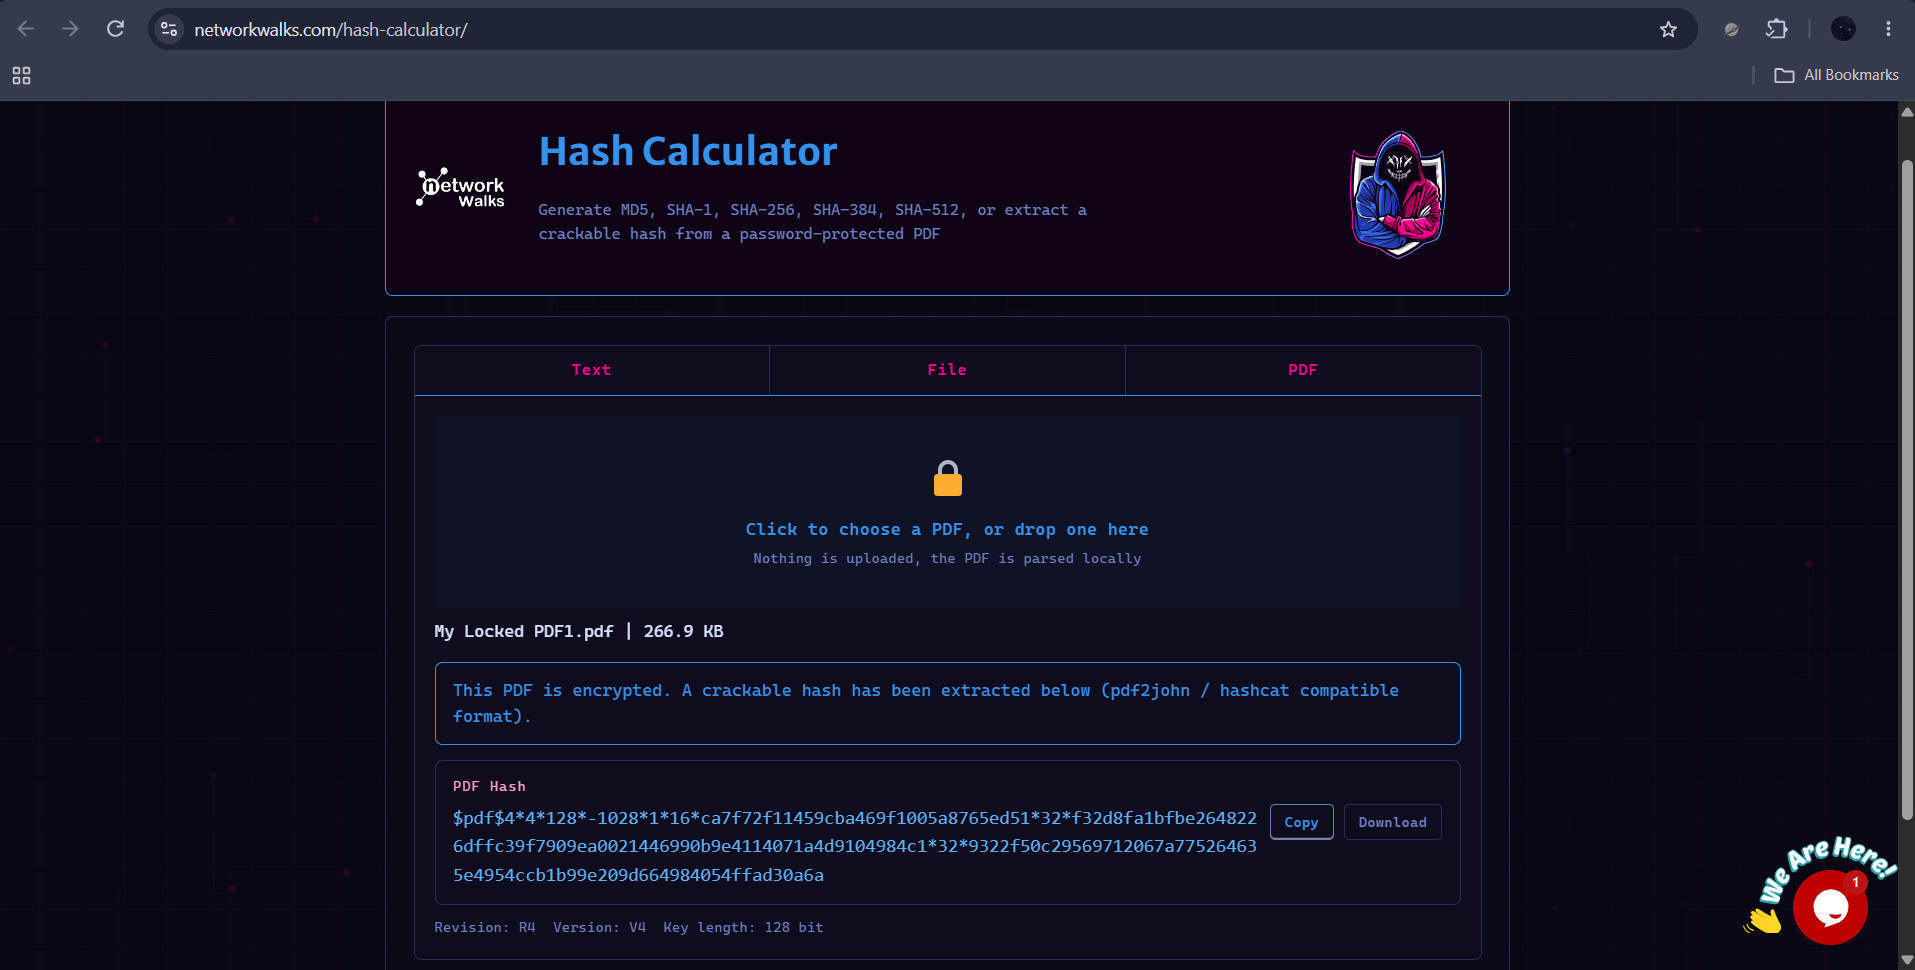 networkwalks.com/hash-calculator/
All Bookmarks
network
Walks
Hash Calculator
Generate MD5, SHA-1, SHA-256, SHA-384, SHA-512, or extract a
crackable hash from a password-protected PDF
Text
File
PDF
Click to choose a PDF, or drop one here
Nothing is uploaded, the PDF is parsed locally
My Locked PDF1.pdf | 266.9 KB
This PDF is encrypted. A crackable hash has been extracted below (pdf2john / hashcat compatible
format).
PDF Hash
$pdf$4*4*128*-1028*1*16*ca7f72f11459cba469f1005a8765ed51*32*f32d8fa1bfbe264822
6dffc39f7909ea0021446990b9e4114071a4d9104984c1*32*9322f50c29569712067a77526463
5e4954ccb1b99e209d664984054ffad30a6a
Copy
Download
Revision: R4 Version: V4 Key length: 128 bit
We Are Here!
1